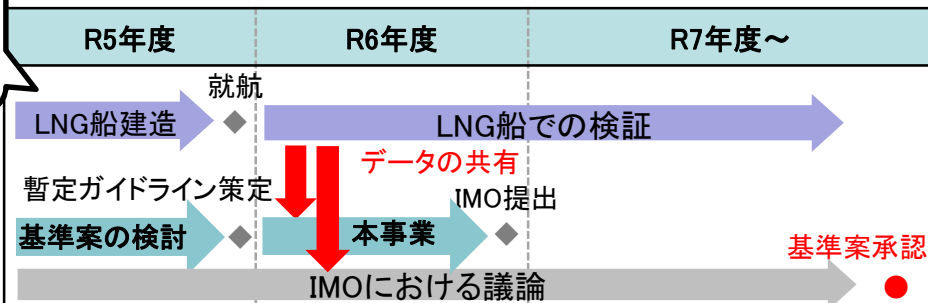 R5年度
R6年度
R7年度～
就航
LNG船建造
LNG船での検証
データの共有
暫定ガイドライン策定
IMO提出
基準案の検討
本事業
基準案承認
IMOにおける議論